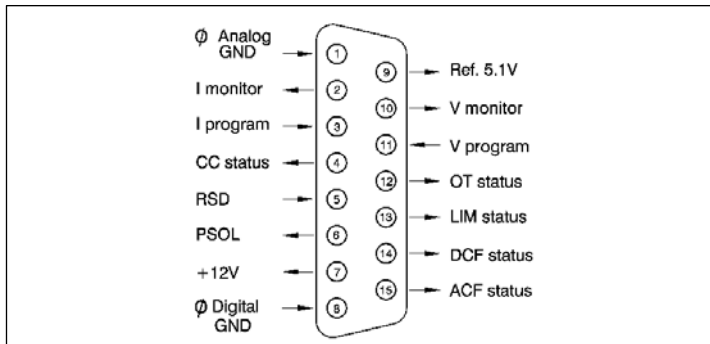 ϕ Analog
GND
1
I monitor
2
I program
3
CC status
4
RSD
5
PSOL
6
+12V
7
ϕ Digital
GND
8
9
Ref. 5.1V
10
V monitor
11
V program
12
OT status
13
LIM status
14
DCF status
15
ACF status